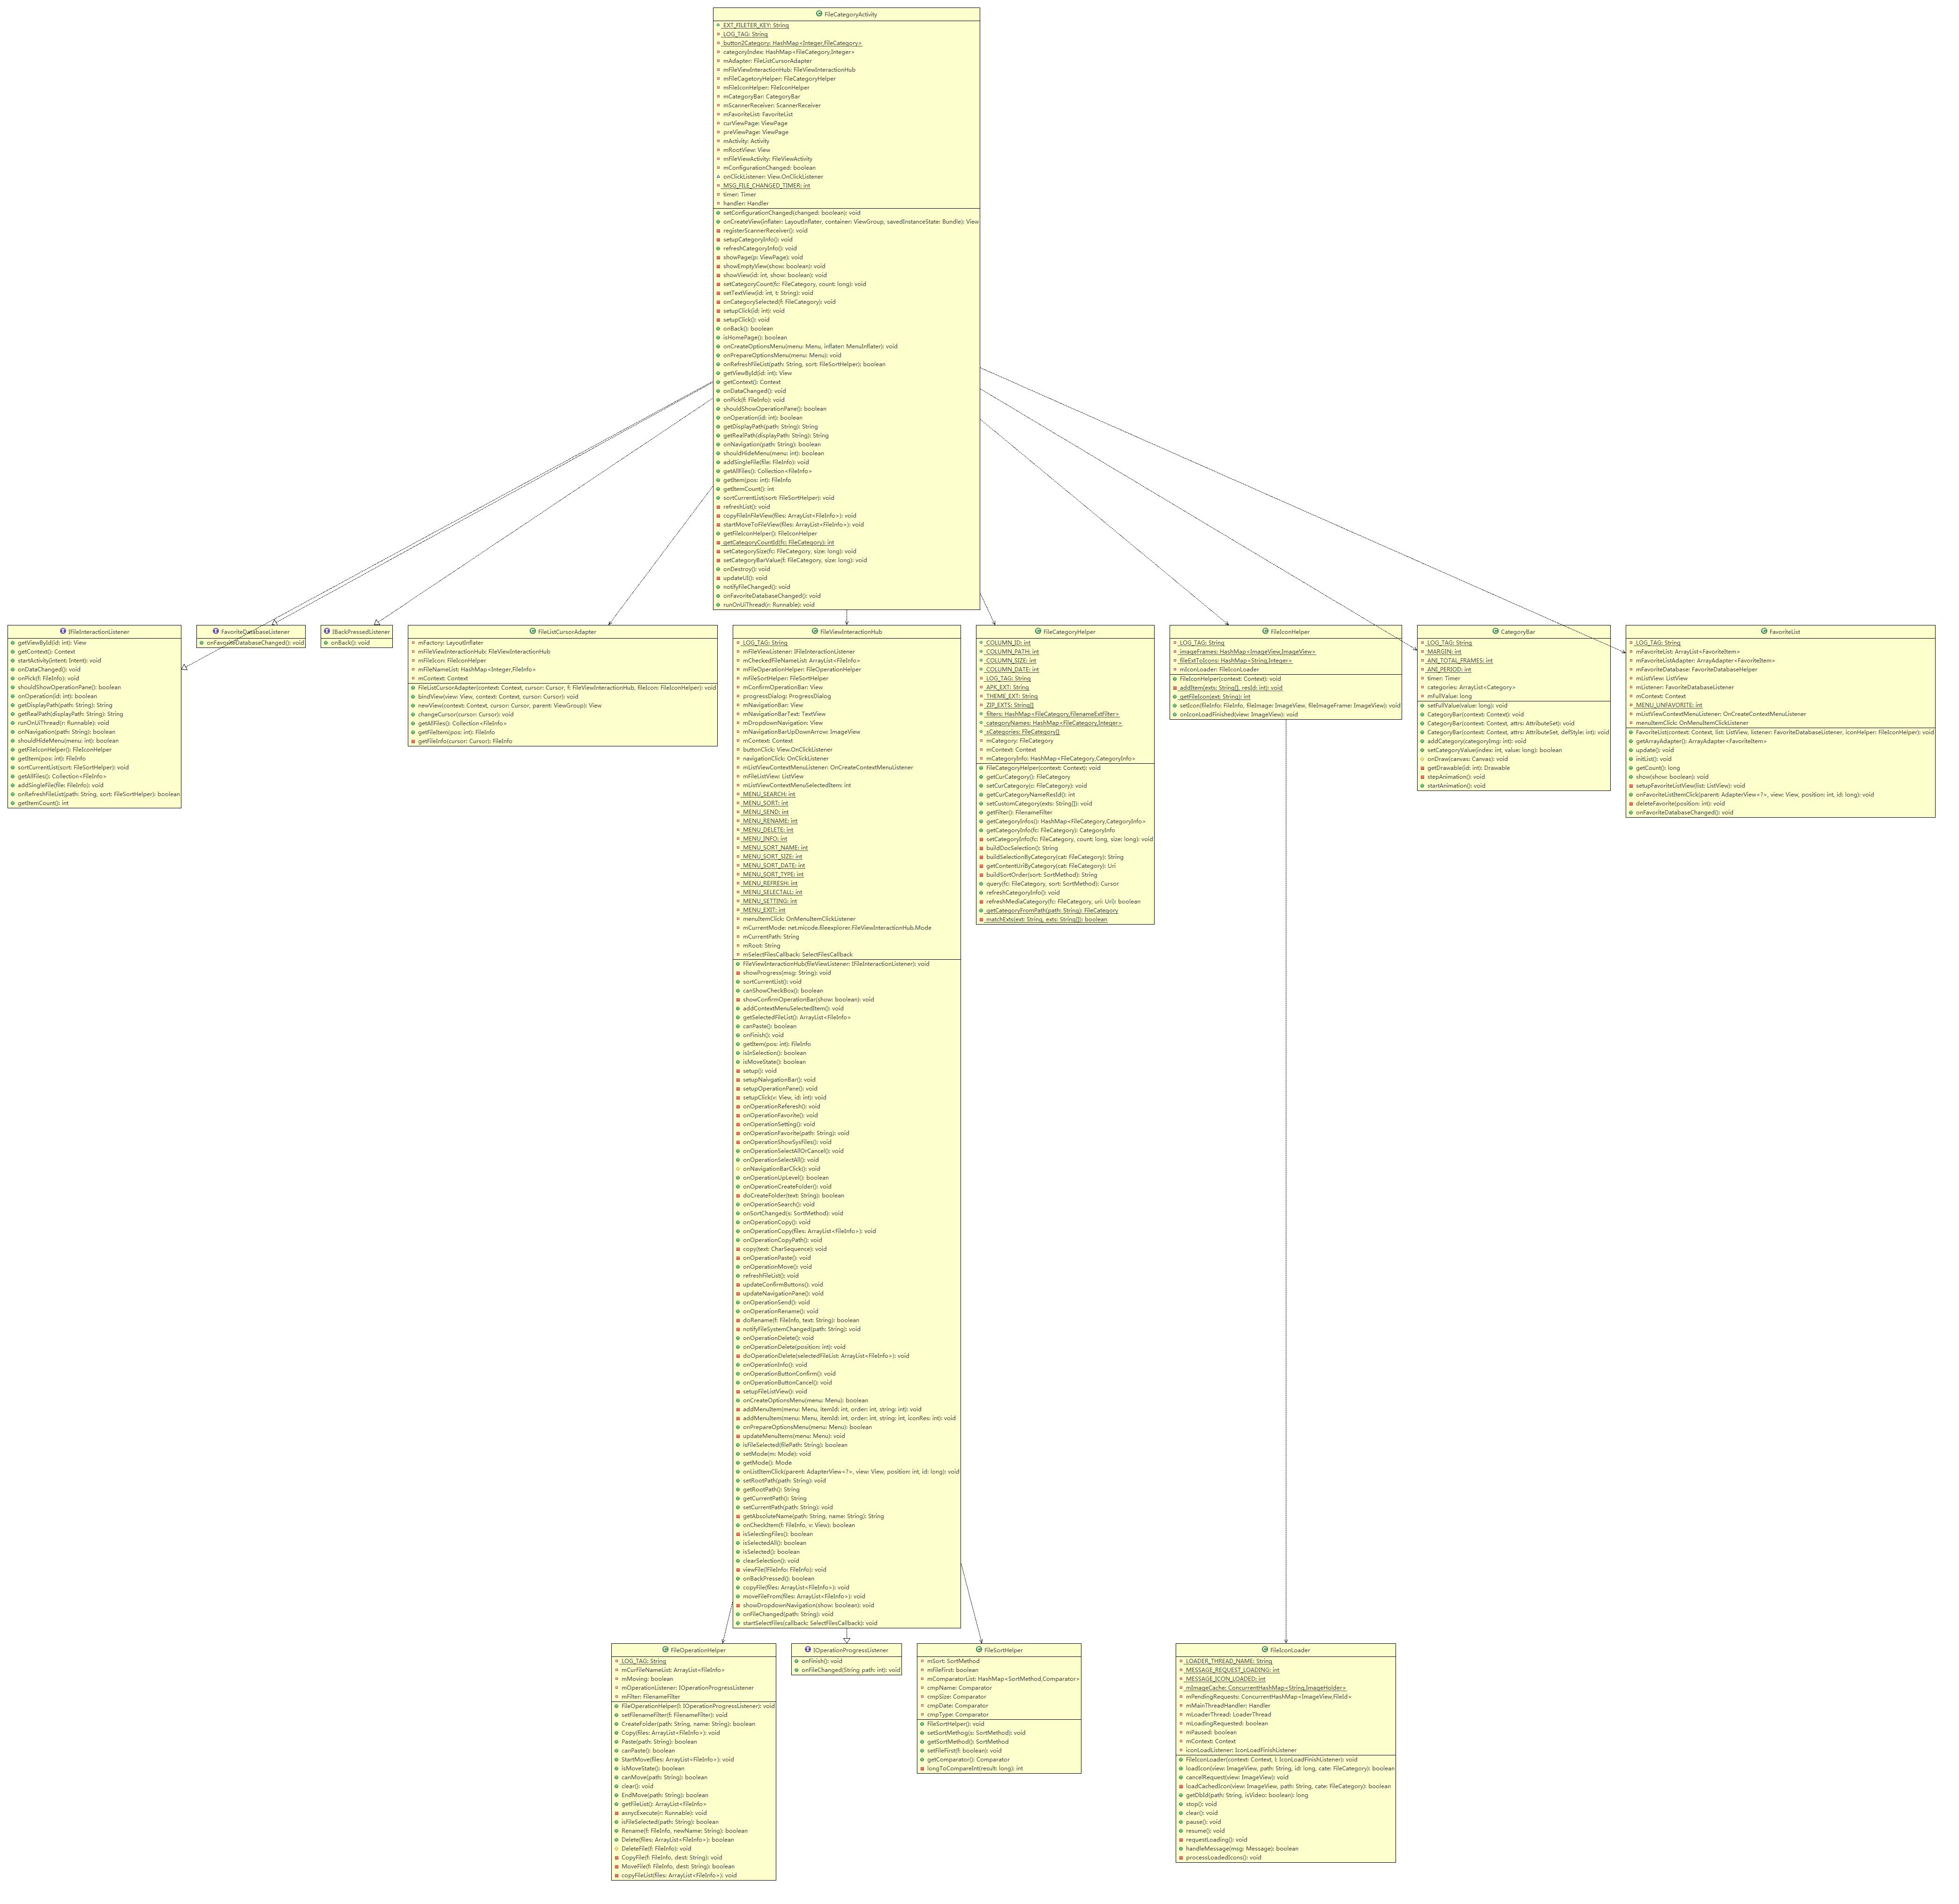 FileCategoryActivity
EXT_FILETER_KEY: String
LOG_TAG: String
button2Category: HashMap<Integer,FileCategory>
categoryIndex: HashMap<FileCategory,Integer>
mAdapter: FileListCursorAdapter
mFileViewInteractionHub: FileViewInteractionHub
mFileCagetoryHelper: FileCategoryHelper
mFileIconHelper: FileIconHelper
mCategoryBar: CategoryBar
mScannerReceiver: ScannerReceiver
mFavoriteList: FavoriteList
curViewPage: ViewPage
preViewPage: ViewPage
mActivity: Activity
mRootView: View
mFileViewActivity: FileViewActivity
mConfigurationChanged: boolean
onClickListener: View.OnClickListener
MSG_FILE_CHANGED_TIMER: int
timer: Timer
handler: Handler
setConfigurationChanged(changed: boolean): void
onCreateView(inflater: LayoutInflater, container: ViewGroup, savedInstanceState: Bundle): View
registerScannerReceiver(): void
setupCategoryInfo(): void
refreshCategoryInfo(): void
showPage(p: ViewPage): void
showEmptyView(show: boolean): void
showView(id: int, show: boolean): void
setCategoryCount(fc: FileCategory, count: long): void
setTextView(id: int, t: String): void
onCategorySelected(f: FileCategory): void
setupClick(id: int): void
setupClick(): void
onBack(): boolean
isHomePage(): boolean
onCreateOptionsMenu(menu: Menu, inflater: MenuInflater): void
onPrepareOptionsMenu(menu: Menu): void
onRefreshFileList(path: String, sort: FileSortHelper): boolean
getViewById(id: int): View
getContext(): Context
onDataChanged(): void
onPick(f: FileInfo): void
shouldShowOperationPane(): boolean
onOperation(id: int): boolean
getDisplayPath(path: String): String
getRealPath(displayPath: String): String
onNavigation(path: String): boolean
shouldHideMenu(menu: int): boolean
addSingleFile(file: FileInfo): void
getAllFiles(): Collection<FileInfo>
getItem(pos: int): FileInfo
getItemCount(): int
sortCurrentList(sort: FileSortHelper): void
refreshList(): void
copyFileInFileView(files: ArrayList<FileInfo>): void
startMoveToFileView(files: ArrayList<FileInfo>): void
getFileIconHelper(): FileIconHelper
getCategoryCountId(fc: FileCategory): int
setCategorySize(fc: FileCategory, size: long): void
setCategoryBarValue(f: FileCategory, size: long): void
onDestroy(): void
updateUI(): void
notifyFileChanged(): void
onFavoriteDatabaseChanged(): void
runOnUiThread(r: Runnable): void
IFileInteractionListener
getViewById(id: int): View
getContext(): Context
startActivity(intent: Intent): void
onDataChanged(): void
onPick(f: FileInfo): void
shouldShowOperationPane(): boolean
onOperation(id: int): boolean
getDisplayPath(path: String): String
getRealPath(displayPath: String): String
runOnUiThread(r: Runnable): void
onNavigation(path: String): boolean
shouldHideMenu(menu: int): boolean
getFileIconHelper(): FileIconHelper
getItem(pos: int): FileInfo
sortCurrentList(sort: FileSortHelper): void
getAllFiles(): Collection<FileInfo>
addSingleFile(file: FileInfo): void
onRefreshFileList(path: String, sort: FileSortHelper): boolean
getItemCount(): int
FavoriteDatabaseListener
onFavoriteDatabaseChanged(): void
IBackPressedListener
onBack(): void
FileListCursorAdapter
mFactory: LayoutInflater
mFileViewInteractionHub: FileViewInteractionHub
mFileIcon: FileIconHelper
mFileNameList: HashMap<Integer,FileInfo>
mContext: Context
FileListCursorAdapter(context: Context, cursor: Cursor, f: FileViewInteractionHub, fileIcon: FileIconHelper): void
bindView(view: View, context: Context, cursor: Cursor): void
newView(context: Context, cursor: Cursor, parent: ViewGroup): View
changeCursor(cursor: Cursor): void
getAllFiles(): Collection<FileInfo>
getFileItem(pos: int): FileInfo
getFileInfo(cursor: Cursor): FileInfo
FileViewInteractionHub
LOG_TAG: String
mFileViewListener: IFileInteractionListener
mCheckedFileNameList: ArrayList<FileInfo>
mFileOperationHelper: FileOperationHelper
mFileSortHelper: FileSortHelper
mConfirmOperationBar: View
progressDialog: ProgressDialog
mNavigationBar: View
mNavigationBarText: TextView
mDropdownNavigation: View
mNavigationBarUpDownArrow: ImageView
mContext: Context
buttonClick: View.OnClickListener
navigationClick: OnClickListener
mListViewContextMenuListener: OnCreateContextMenuListener
mFileListView: ListView
mListViewContextMenuSelectedItem: int
MENU_SEARCH: int
MENU_SORT: int
MENU_SEND: int
MENU_RENAME: int
MENU_DELETE: int
MENU_INFO: int
MENU_SORT_NAME: int
MENU_SORT_SIZE: int
MENU_SORT_DATE: int
MENU_SORT_TYPE: int
MENU_REFRESH: int
MENU_SELECTALL: int
MENU_SETTING: int
MENU_EXIT: int
menuItemClick: OnMenuItemClickListener
mCurrentMode: net.micode.fileexplorer.FileViewInteractionHub.Mode
mCurrentPath: String
mRoot: String
mSelectFilesCallback: SelectFilesCallback
FileViewInteractionHub(fileViewListener: IFileInteractionListener): void
showProgress(msg: String): void
sortCurrentList(): void
canShowCheckBox(): boolean
showConfirmOperationBar(show: boolean): void
addContextMenuSelectedItem(): void
getSelectedFileList(): ArrayList<FileInfo>
canPaste(): boolean
onFinish(): void
getItem(pos: int): FileInfo
isInSelection(): boolean
isMoveState(): boolean
setup(): void
setupNaivgationBar(): void
setupOperationPane(): void
setupClick(v: View, id: int): void
onOperationReferesh(): void
onOperationFavorite(): void
onOperationSetting(): void
onOperationFavorite(path: String): void
onOperationShowSysFiles(): void
onOperationSelectAllOrCancel(): void
onOperationSelectAll(): void
onNavigationBarClick(): void
onOperationUpLevel(): boolean
onOperationCreateFolder(): void
doCreateFolder(text: String): boolean
onOperationSearch(): void
onSortChanged(s: SortMethod): void
onOperationCopy(): void
onOperationCopy(files: ArrayList<FileInfo>): void
onOperationCopyPath(): void
copy(text: CharSequence): void
onOperationPaste(): void
onOperationMove(): void
refreshFileList(): void
updateConfirmButtons(): void
updateNavigationPane(): void
onOperationSend(): void
onOperationRename(): void
doRename(f: FileInfo, text: String): boolean
notifyFileSystemChanged(path: String): void
onOperationDelete(): void
onOperationDelete(position: int): void
doOperationDelete(selectedFileList: ArrayList<FileInfo>): void
onOperationInfo(): void
onOperationButtonConfirm(): void
onOperationButtonCancel(): void
setupFileListView(): void
onCreateOptionsMenu(menu: Menu): boolean
addMenuItem(menu: Menu, itemId: int, order: int, string: int): void
addMenuItem(menu: Menu, itemId: int, order: int, string: int, iconRes: int): void
onPrepareOptionsMenu(menu: Menu): boolean
updateMenuItems(menu: Menu): void
isFileSelected(filePath: String): boolean
setMode(m: Mode): void
getMode(): Mode
onListItemClick(parent: AdapterView<?>, view: View, position: int, id: long): void
setRootPath(path: String): void
getRootPath(): String
getCurrentPath(): String
setCurrentPath(path: String): void
getAbsoluteName(path: String, name: String): String
onCheckItem(f: FileInfo, v: View): boolean
isSelectingFiles(): boolean
isSelectedAll(): boolean
isSelected(): boolean
clearSelection(): void
viewFile(lFileInfo: FileInfo): void
onBackPressed(): boolean
copyFile(files: ArrayList<FileInfo>): void
moveFileFrom(files: ArrayList<FileInfo>): void
showDropdownNavigation(show: boolean): void
onFileChanged(path: String): void
startSelectFiles(callback: SelectFilesCallback): void
FileCategoryHelper
COLUMN_ID: int
COLUMN_PATH: int
COLUMN_SIZE: int
COLUMN_DATE: int
LOG_TAG: String
APK_EXT: String
THEME_EXT: String
ZIP_EXTS: String[]
filters: HashMap<FileCategory,FilenameExtFilter>
categoryNames: HashMap<FileCategory,Integer>
sCategories: FileCategory[]
mCategory: FileCategory
mContext: Context
mCategoryInfo: HashMap<FileCategory,CategoryInfo>
FileCategoryHelper(context: Context): void
getCurCategory(): FileCategory
setCurCategory(c: FileCategory): void
getCurCategoryNameResId(): int
setCustomCategory(exts: String[]): void
getFilter(): FilenameFilter
getCategoryInfos(): HashMap<FileCategory,CategoryInfo>
getCategoryInfo(fc: FileCategory): CategoryInfo
setCategoryInfo(fc: FileCategory, count: long, size: long): void
buildDocSelection(): String
buildSelectionByCategory(cat: FileCategory): String
getContentUriByCategory(cat: FileCategory): Uri
buildSortOrder(sort: SortMethod): String
query(fc: FileCategory, sort: SortMethod): Cursor
refreshCategoryInfo(): void
refreshMediaCategory(fc: FileCategory, uri: Uri): boolean
getCategoryFromPath(path: String): FileCategory
matchExts(ext: String, exts: String[]): boolean
FileIconHelper
LOG_TAG: String
imageFrames: HashMap<ImageView,ImageView>
fileExtToIcons: HashMap<String,Integer>
mIconLoader: FileIconLoader
FileIconHelper(context: Context): void
addItem(exts: String[], resId: int): void
getFileIcon(ext: String): int
setIcon(fileInfo: FileInfo, fileImage: ImageView, fileImageFrame: ImageView): void
onIconLoadFinished(view: ImageView): void
CategoryBar
LOG_TAG: String
MARGIN: int
ANI_TOTAL_FRAMES: int
ANI_PERIOD: int
timer: Timer
categories: ArrayList<Category>
mFullValue: long
setFullValue(value: long): void
CategoryBar(context: Context): void
CategoryBar(context: Context, attrs: AttributeSet): void
CategoryBar(context: Context, attrs: AttributeSet, defStyle: int): void
addCategory(categoryImg: int): void
setCategoryValue(index: int, value: long): boolean
onDraw(canvas: Canvas): void
getDrawable(id: int): Drawable
stepAnimation(): void
startAnimation(): void
FavoriteList
LOG_TAG: String
mFavoriteList: ArrayList<FavoriteItem>
mFavoriteListAdapter: ArrayAdapter<FavoriteItem>
mFavoriteDatabase: FavoriteDatabaseHelper
mListView: ListView
mListener: FavoriteDatabaseListener
mContext: Context
MENU_UNFAVORITE: int
mListViewContextMenuListener: OnCreateContextMenuListener
menuItemClick: OnMenuItemClickListener
FavoriteList(context: Context, list: ListView, listener: FavoriteDatabaseListener, iconHelper: FileIconHelper): void
getArrayAdapter(): ArrayAdapter<FavoriteItem>
update(): void
initList(): void
getCount(): long
show(show: boolean): void
setupFavoriteListView(list: ListView): void
onFavoriteListItemClick(parent: AdapterView<?>, view: View, position: int, id: long): void
deleteFavorite(position: int): void
onFavoriteDatabaseChanged(): void
FileOperationHelper
LOG_TAG: String
mCurFileNameList: ArrayList<FileInfo>
mMoving: boolean
mOperationListener: IOperationProgressListener
mFilter: FilenameFilter
FileOperationHelper(l: IOperationProgressListener): void
setFilenameFilter(f: FilenameFilter): void
CreateFolder(path: String, name: String): boolean
Copy(files: ArrayList<FileInfo>): void
Paste(path: String): boolean
canPaste(): boolean
StartMove(files: ArrayList<FileInfo>): void
isMoveState(): boolean
canMove(path: String): boolean
clear(): void
EndMove(path: String): boolean
getFileList(): ArrayList<FileInfo>
asnycExecute(r: Runnable): void
isFileSelected(path: String): boolean
Rename(f: FileInfo, newName: String): boolean
Delete(files: ArrayList<FileInfo>): boolean
DeleteFile(f: FileInfo): void
CopyFile(f: FileInfo, dest: String): void
MoveFile(f: FileInfo, dest: String): boolean
copyFileList(files: ArrayList<FileInfo>): void
IOperationProgressListener
onFinish(): void
onFileChanged(String path: int): void
FileSortHelper
mSort: SortMethod
mFileFirst: boolean
mComparatorList: HashMap<SortMethod,Comparator>
cmpName: Comparator
cmpSize: Comparator
cmpDate: Comparator
cmpType: Comparator
FileSortHelper(): void
setSortMethog(s: SortMethod): void
getSortMethod(): SortMethod
setFileFirst(f: boolean): void
getComparator(): Comparator
longToCompareInt(result: long): int
FileIconLoader
LOADER_THREAD_NAME: String
MESSAGE_REQUEST_LOADING: int
MESSAGE_ICON_LOADED: int
mImageCache: ConcurrentHashMap<String,ImageHolder>
mPendingRequests: ConcurrentHashMap<ImageView,FileId>
mMainThreadHandler: Handler
mLoaderThread: LoaderThread
mLoadingRequested: boolean
mPaused: boolean
mContext: Context
iconLoadListener: IconLoadFinishListener
FileIconLoader(context: Context, l: IconLoadFinishListener): void
loadIcon(view: ImageView, path: String, id: long, cate: FileCategory): boolean
cancelRequest(view: ImageView): void
loadCachedIcon(view: ImageView, path: String, cate: FileCategory): boolean
getDbId(path: String, isVideo: boolean): long
stop(): void
clear(): void
pause(): void
resume(): void
requestLoading(): void
handleMessage(msg: Message): boolean
processLoadedIcons(): void